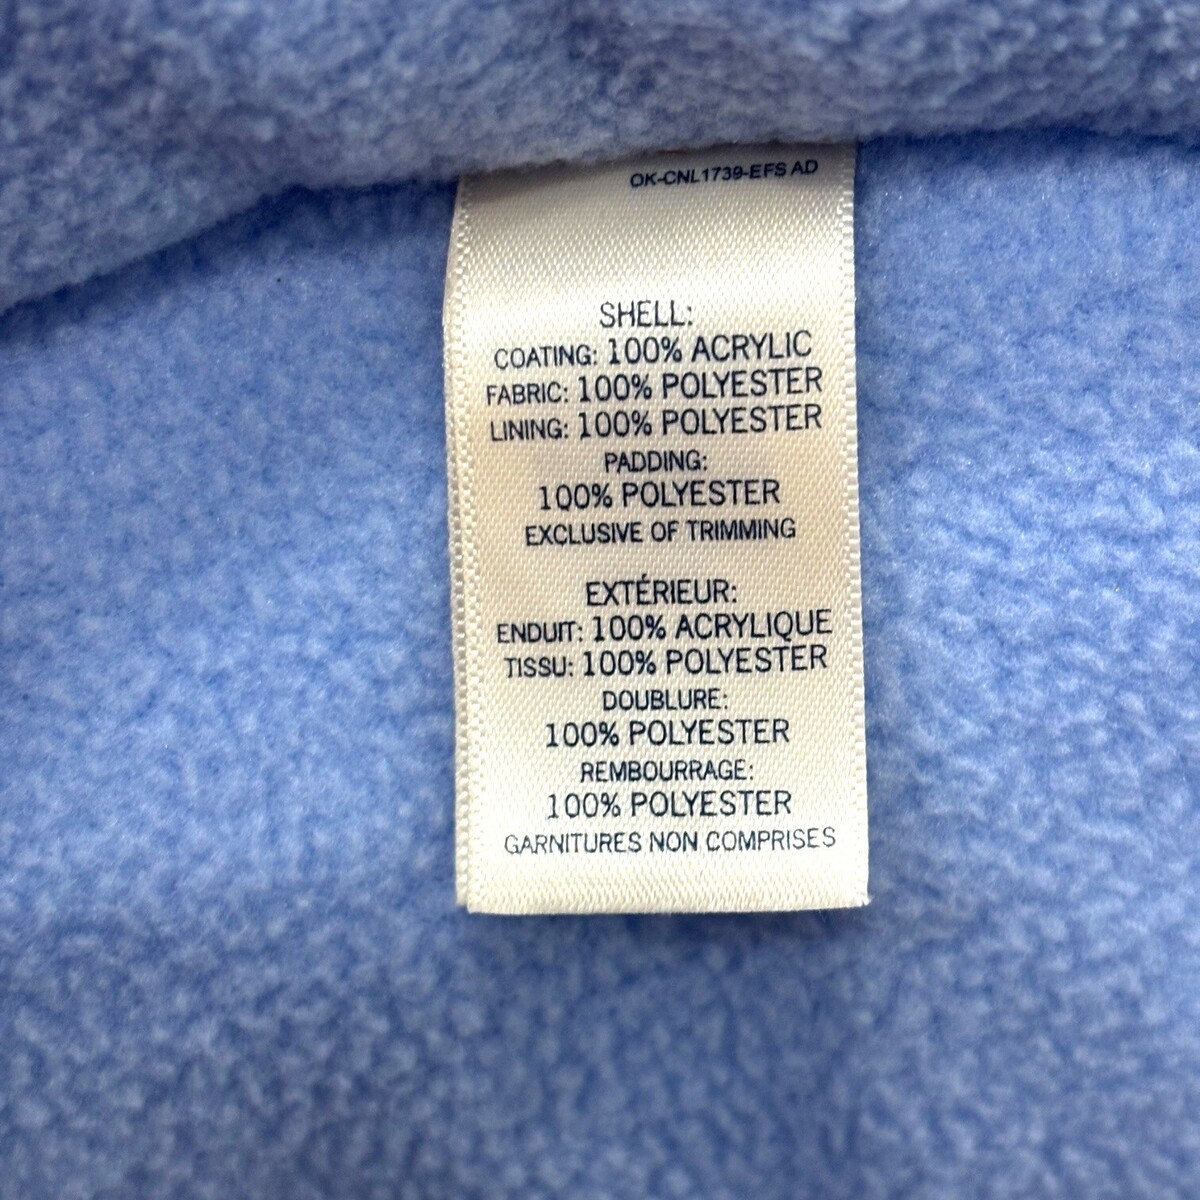 OK-CNL1739-EFS AD
SHELL:
COATING: 100% ACRYLIC
FABRIC: 100% POLYESTER
LINING: 100% POLYESTER
PADDING:
100% POLYESTER
EXCLUSIVE OF TRIMMING
EXTÉRIEUR:
ENDUIT: 100% ACRYLIQUE
TISSU: 100% POLYESTER
DOUBLURE:
100% POLYESTER
REMBOURRAGE:
100% POLYESTER
GARNITURES NON COMPRISES